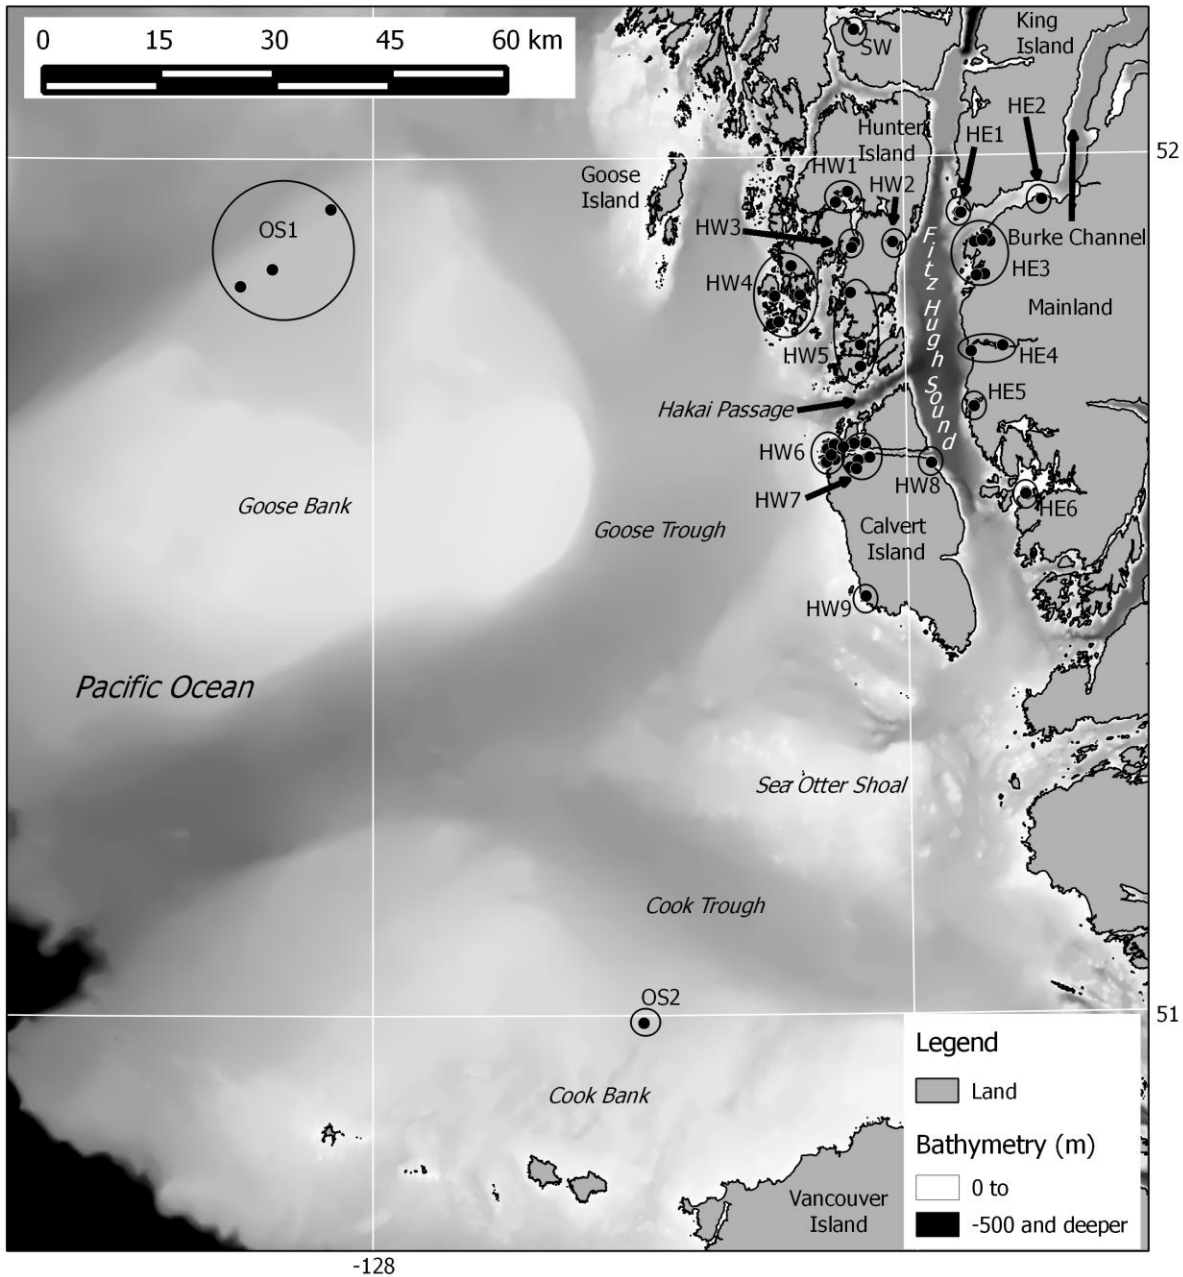 0 15 30 45 60 km
King
Island
SW
HE2
Hunter
Island
HE1
52
HW1
HW2
Goose
Island
OS1
HW3
Burke Channel
HE3
HW4
Fitz Hugh Sound
Mainland
HW5
HE4
Hakai Passage
HE5
HW6
HW8
HW7
HE6
Goose Bank
Goose Trough
Calvert
Island
HW9
Pacific Ocean
Sea Otter Shoal
Cook Trough
OS2
51
Legend
Land
Cook Bank
Bathymetry (m)
0 to
-500 and deeper
Vancouver
Island
-128